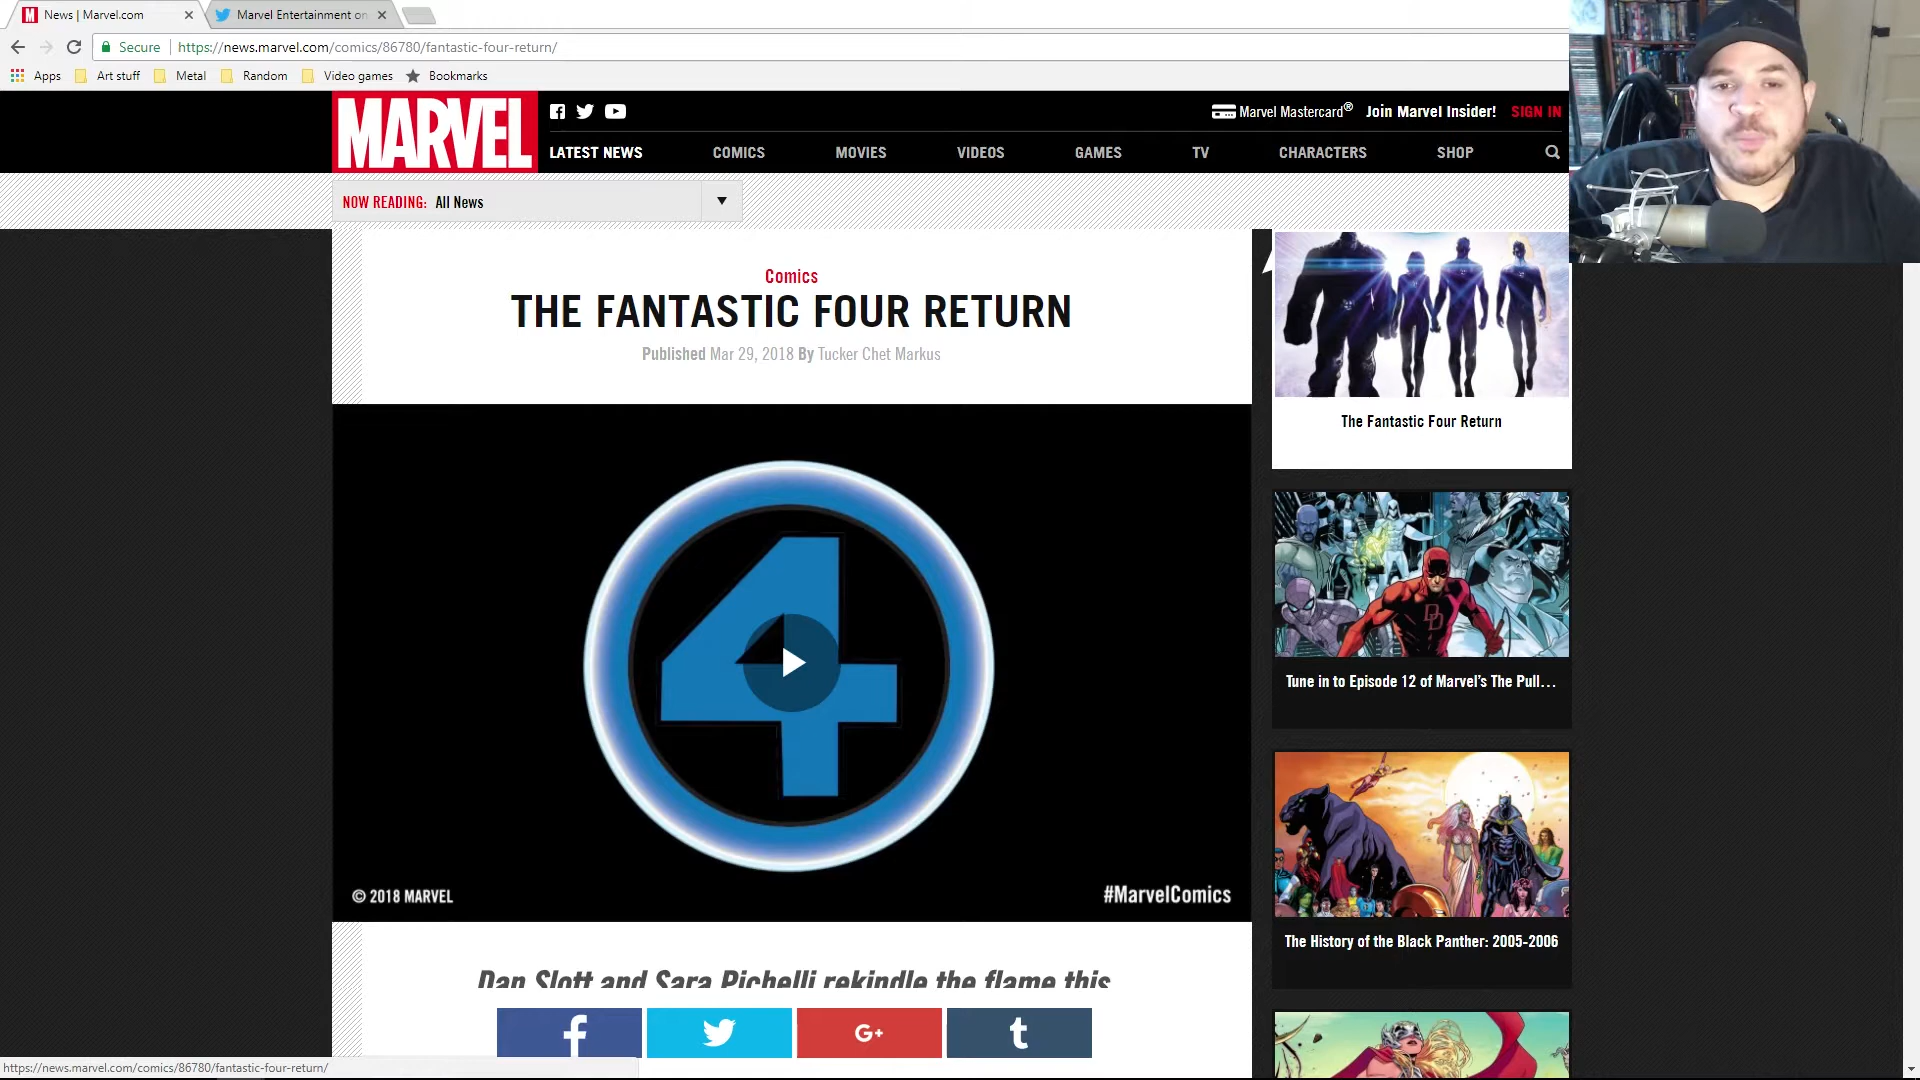 News | Marvel.com
Marvel Entertainment on
Secure
https://news.marvel.com/comics/86780/fantastic-four-return/
Apps
Art stuff
Metal
Random
Video games
Bookmarks
MARVEL
Marvel Mastercard®
Join Marvel Insider!
SIGN IN
LATEST NEWS
COMICS
MOVIES
VIDEOS
GAMES
TV
CHARACTERS
SHOP
NOW READING: All News
Comics
THE FANTASTIC FOUR RETURN
Published Mar 29, 2018 By Tucker Chet Markus
4
© 2018 MARVEL
#MarvelComics
Dan Slott and Sara Pichelli rekindle the flame this
f
G+
t
The Fantastic Four Return
DD
Tune in to Episode 12 of Marvel’s The Pull…
The History of the Black Panther: 2005-2006
https://news.marvel.com/comics/86780/fantastic-four-return/